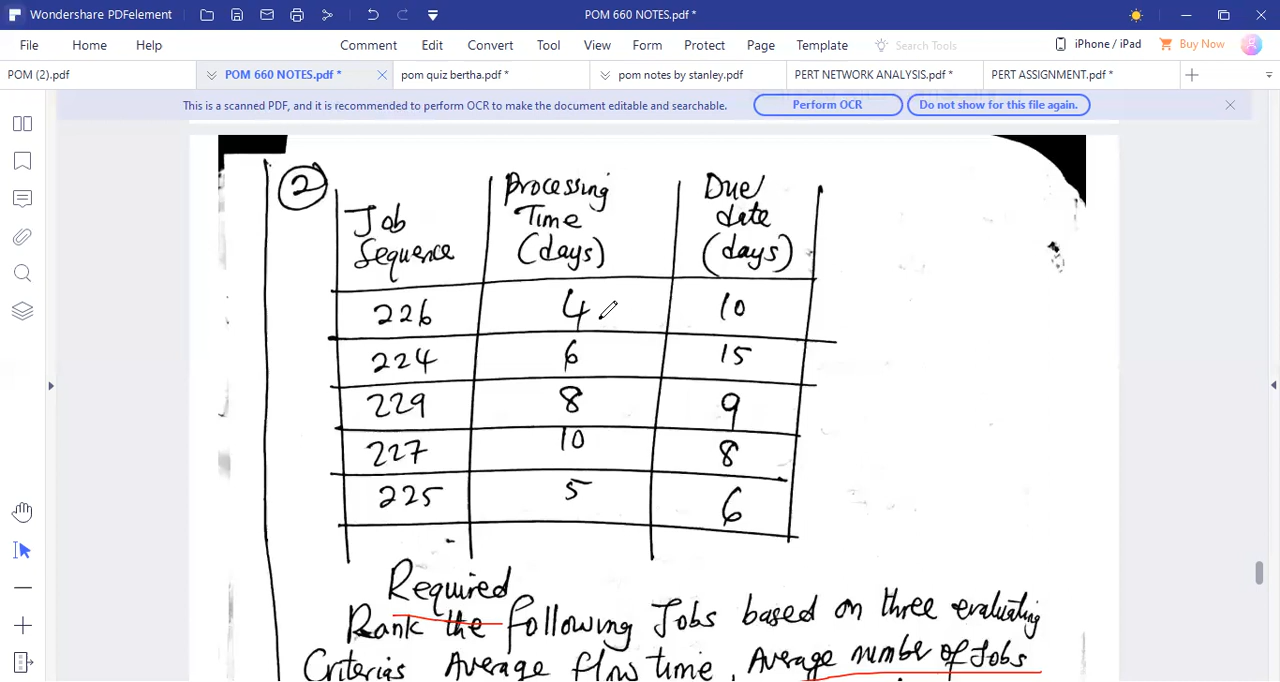 Wondershare PDFelement
POM 660 NOTES.pdf *
File Home Help Comment Edit Convert Tool View Form Protect Page Template Search Tools iPhone / iPad Buy Now
POM (2).pdf POM 660 NOTES.pdf * pom quiz bertha.pdf * pom notes by stanley.pdf PERT NETWORK ANALYSIS.pdf * PERT ASSIGNMENT.pdf *
This is a scanned PDF, and it is recommended to perform OCR to make the document editable and searchable. Perform OCR Do not show for this file again.
2
Job Sequence Processing Time (days) Due date (days)
226 4 10
224 6 15
229 8 9
227 10 8
225 5 6
Required
Rank the following Jobs based on three evaluating
Criterias Average flow time, Average number of Jobs